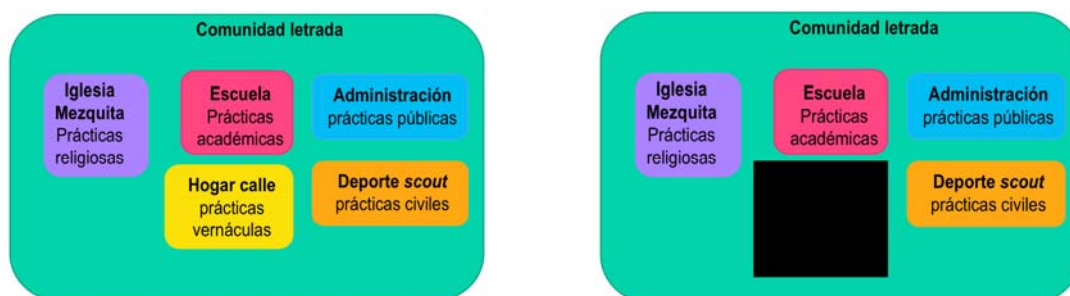 Comunidad letrada
Iglesia
Mezquita
Prácticas
religiosas
Escuela
Prácticas
académicas
Administración
prácticas públicas
Hogar calle
prácticas
vernáculas
Deporte scout
prácticas civiles
Comunidad letrada
Iglesia
Mezquita
Prácticas
religiosas
Escuela
Prácticas
académicas
Administración
prácticas públicas
Deporte scout
prácticas civiles